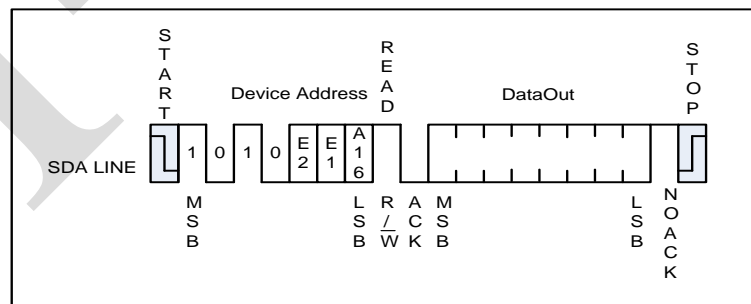 START
READ
STOP
Device Address
DataOut
SDA LINE
1 0 1 0 E2 E1 A16
MSB
LSB
R/W
ACK
MSB
LSB
NOACK